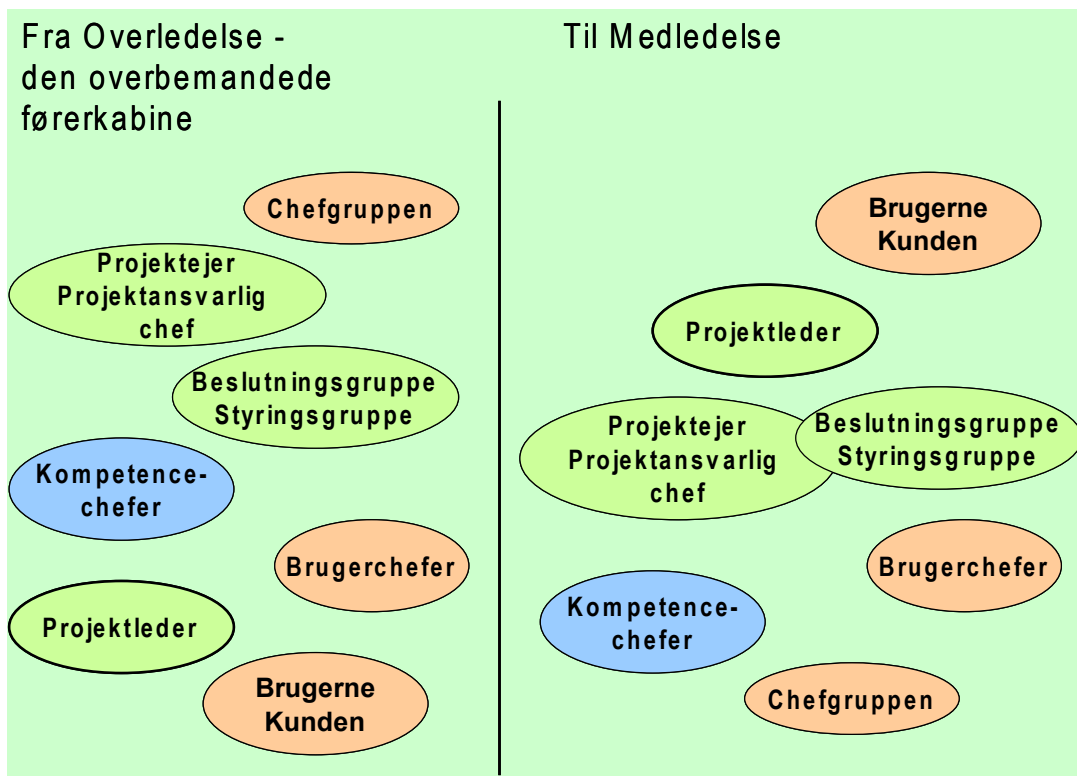 Fra Overledelse -
den overbemandede
førerkabine
Chefgruppen
Projektejer
Projektansvarlig
chef
Beslutningsgruppe
Styringsgruppe
Kompetence-
chefer
Brugerchefer
Projektleder
Brugerne
Kunden
Til Medledelse
Brugerne
Kunden
Projektleder
Projektejer
Projektansvarlig
chef
Beslutningsgruppe
Styringsgruppe
Brugerchefer
Kompetence-
chefer
Chefgruppen